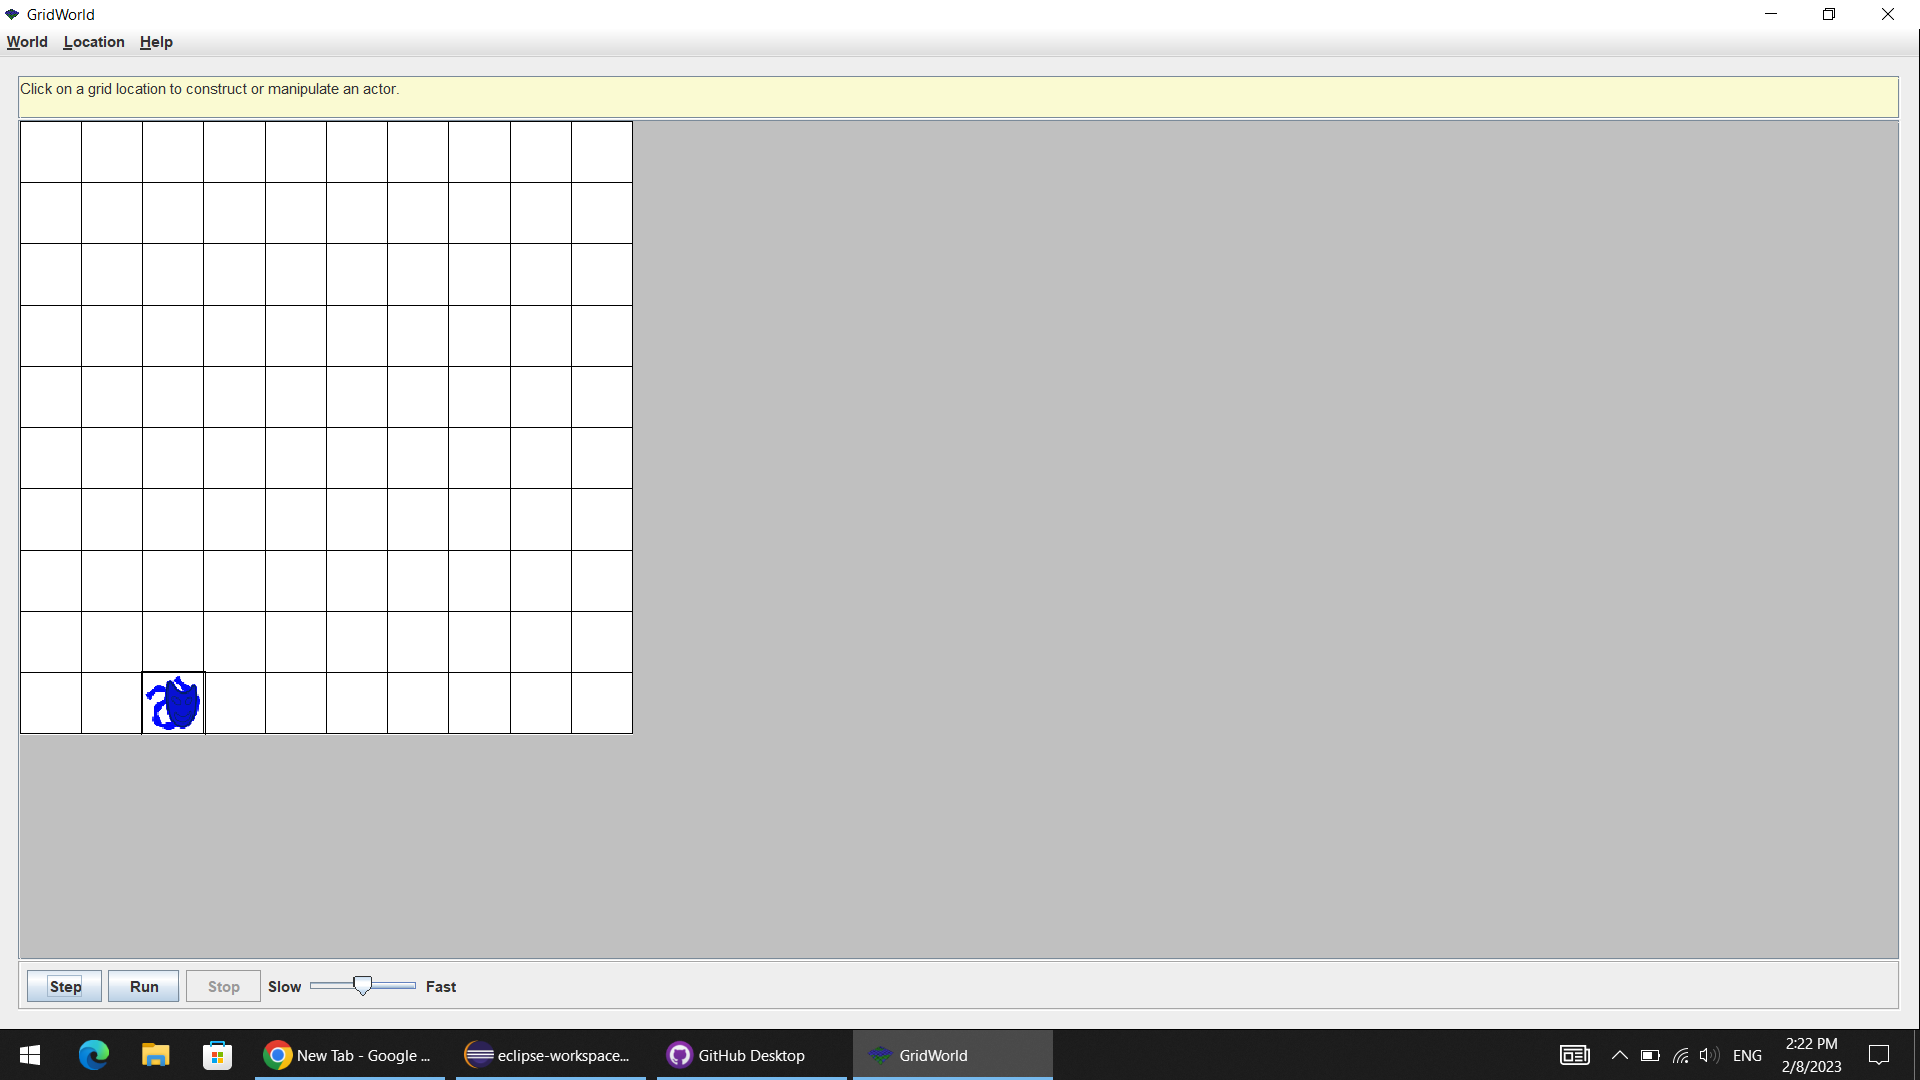 GridWorld
World Location Help
Click on a grid location to construct or manipulate an actor.
Step Run Stop Slow Fast
New Tab - Google ... eclipse-workspace... GitHub Desktop GridWorld ENG
2:22 PM
2/8/2023